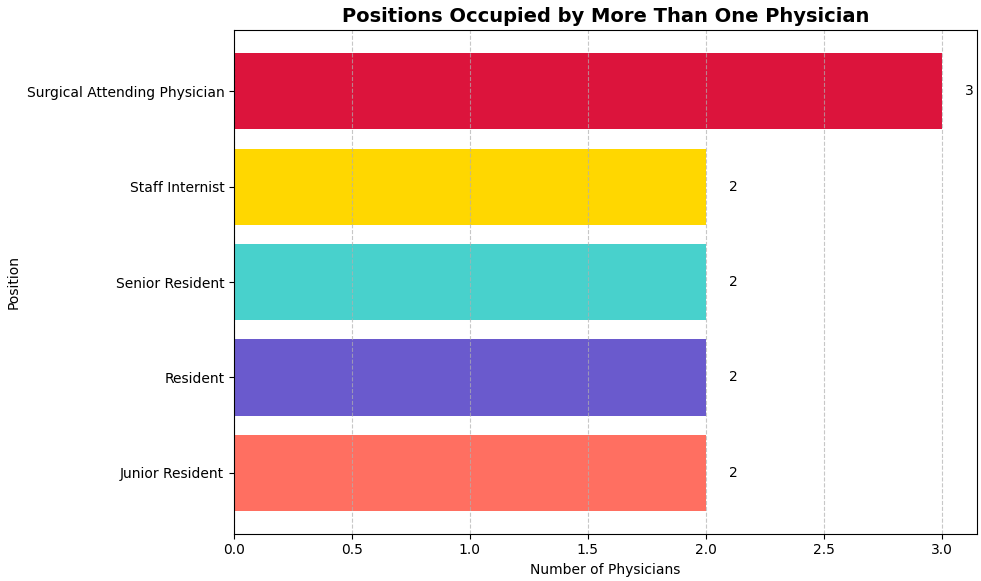 Positions Occupied by More Than One Physician
Surgical Attending Physician
3
Staff Internist
2
Senior Resident
2
Resident
2
Junior Resident
2
Position
0.0 0.5 1.0 1.5 2.0 2.5 3.0
Number of Physicians